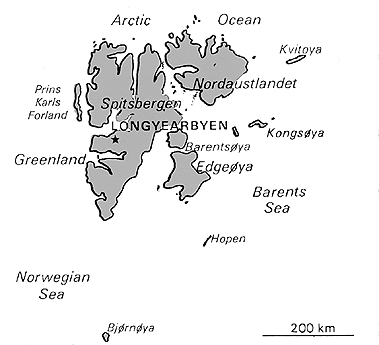 Arctic Ocean
Kvitøya
Nordaustlandet
Prins
Karls
Forland
Spitsbergen
LONGYEARBYEN
Kongsøya
Barentsøya
Greenland
Edgeøya
Barents
Sea
Hopen
Norwegian
Sea
Bjørnøya
200 km